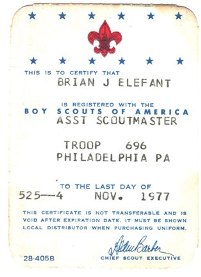 THIS IS TO CERTIFY THAT
BRIAN J ELEFANT
IS REGISTERED WITH THE
BOY SCOUTS OF AMERICA
ASST SCOUTMASTER
TROOP 696
PHILADELPHIA PA
TO THE LAST DAY OF
525--4 NOV. 1977
THIS CERTIFICATE IS NOT TRANSFERABLE AND IS
VOID AFTER EXPIRATION DATE. IT MUST BE SHOWN
LOCAL DISTRIBUTOR WHEN PURCHASING UNIFORM.
28-405B CHIEF SCOUT EXECUTIVE